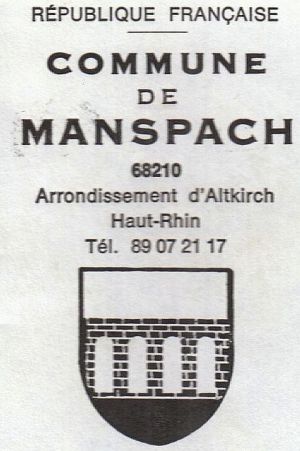 RÉPUBLIQUE FRANÇAISE
COMMUNE
DE
MANSPACH
68210
Arrondissement d'Altkirch
Haut-Rhin
Tél. 89 07 21 17